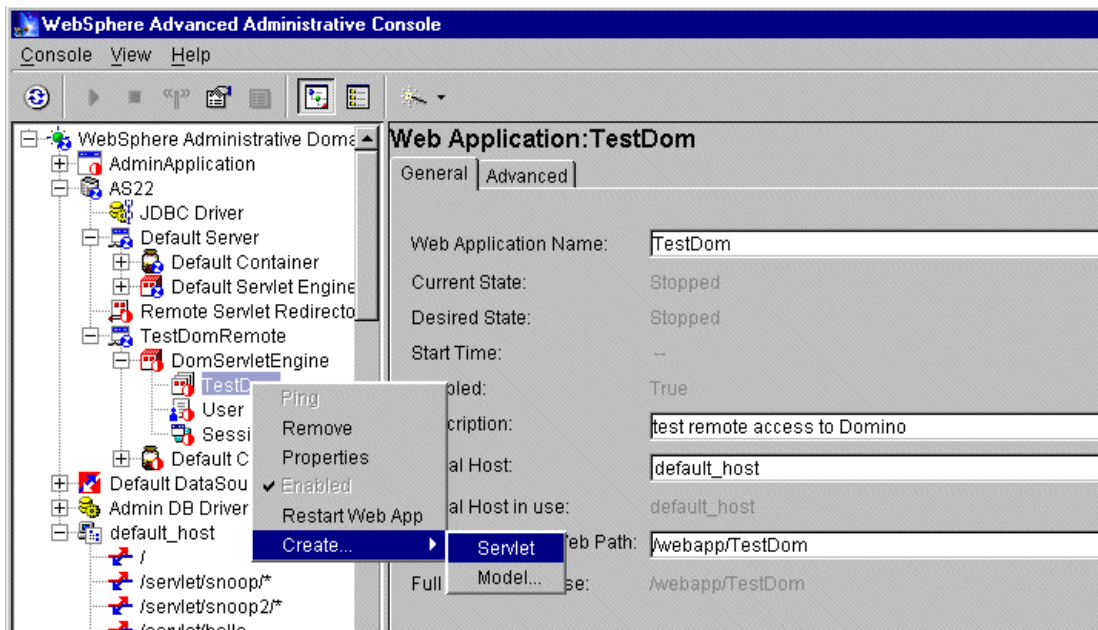 WebSphere Advanced Administrative Console
Console View Help
WebSphere Administrative Doma
AdminApplication
AS22
JDBC Driver
Default Server
Default Container
Default Servlet Engine
Remote Servlet Redirecto
TestDomRemote
DomServletEngine
TestD
User
Sessi
Default C
Default DataSou
Admin DB Driver
default_host
/
/servlet/snoop/*
/servlet/snoop2/*
/servlet/hello
Ping
Remove
Properties
Enabled
Restart Web App
Create...
Servlet
Model...
Web Application:TestDom
General Advanced
Web Application Name: TestDom
Current State: Stopped
Desired State: Stopped
Start Time: --
bled: True
cription: test remote access to Domino
al Host: default_host
al Host in use: default_host
eb Path: /webapp/TestDom
Full se: /webapp/TestDom